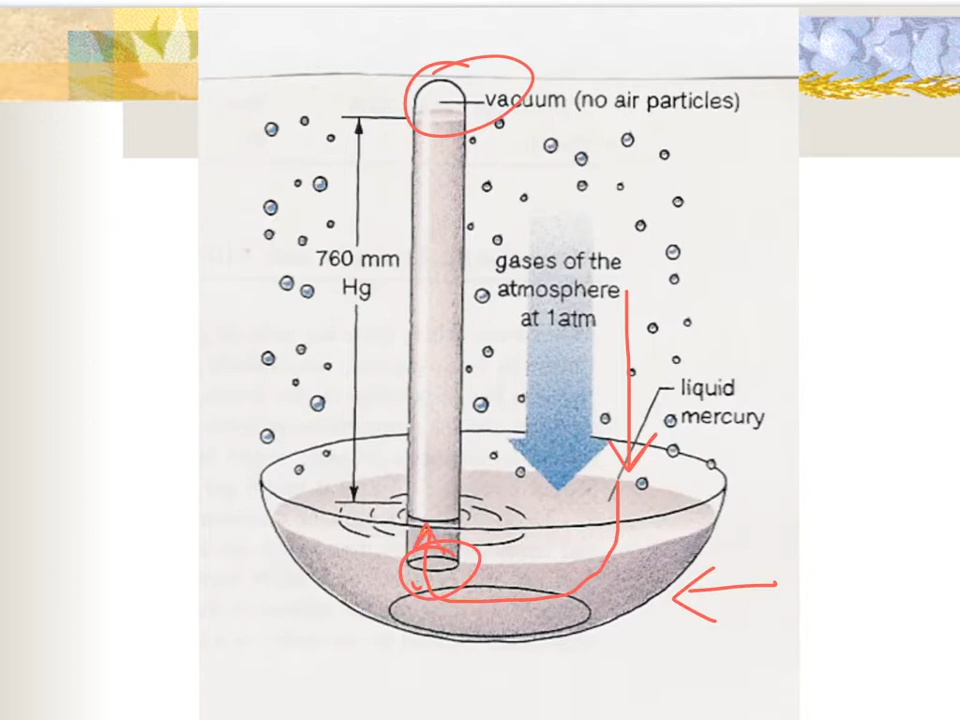 vacuum (no air particles)
760 mm
Hg
gases of the
atmosphere
at 1atm
liquid
mercury